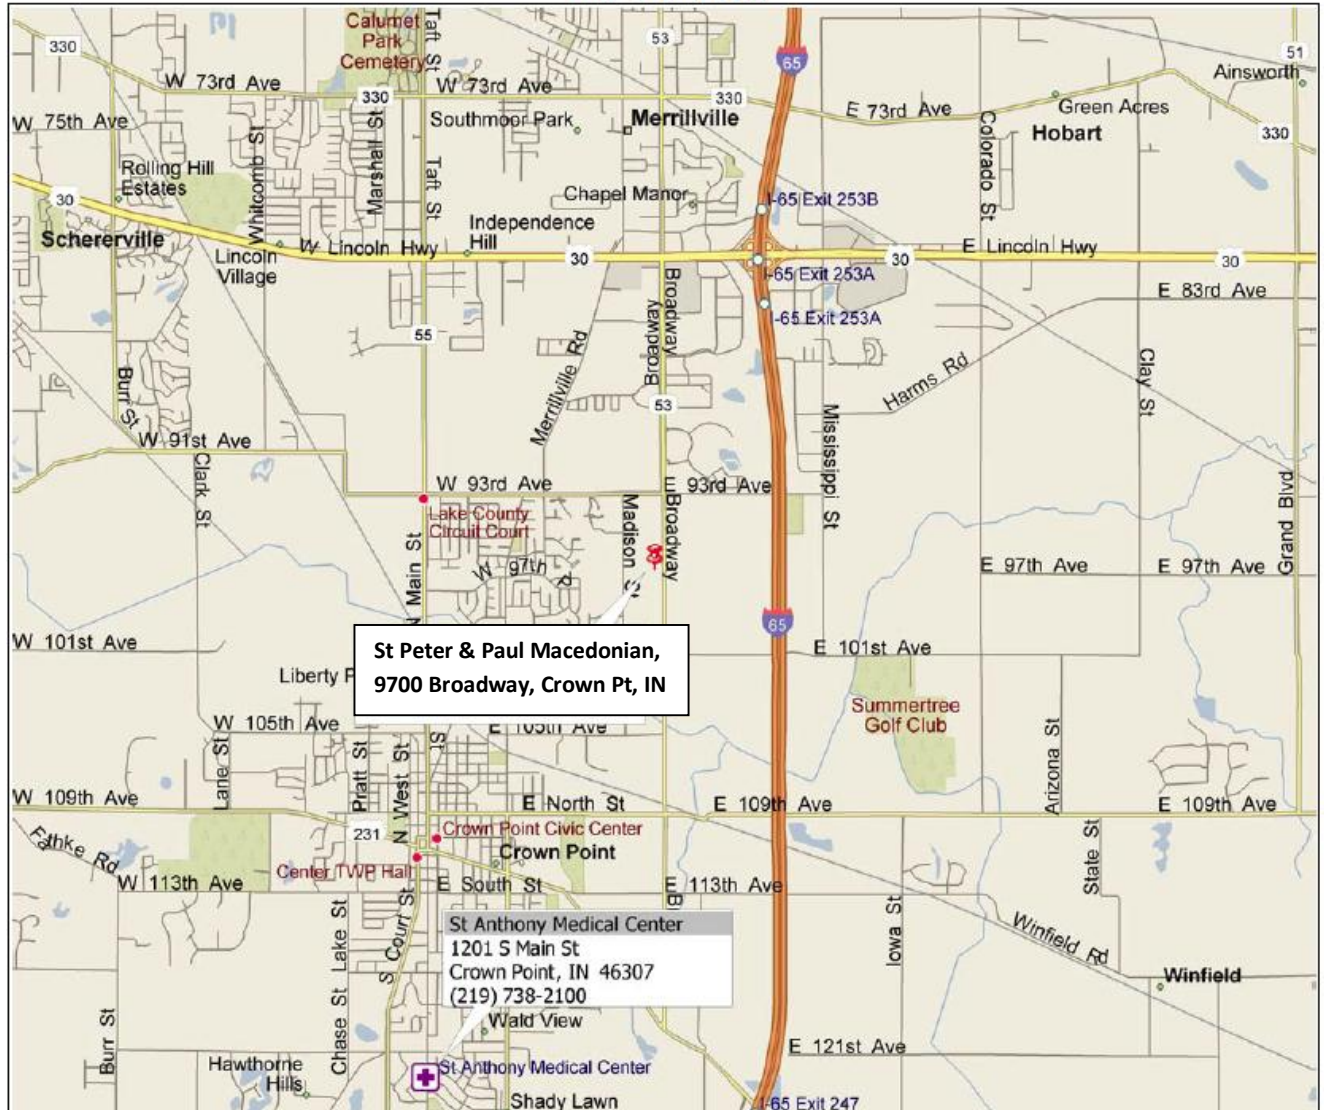 Calumet
Park
Cemetery
Taft St
53
65
51
330
W 73rd Ave
330
W 73rd Ave
330
E 73rd Ave
Ainsworth
Green Acres
Hobart
330
W 75th Ave
Southmoor Park
Merrillville
Whitcomb St
Marshall St
Taft St
Colorado St
Rolling Hill
Estates
30
Chapel Manor
I-65 Exit 253B
Schererville
Independence
Hill
W Lincoln Hwy
Lincoln
Village
30
30
E Lincoln Hwy
30
I-65 Exit 253A
E 83rd Ave
I-65 Exit 253A
55
Broadway
Broadway
Merrillville Rd
Harms Rd
Clay St
Burr St
53
Mississippi St
W 91st Ave
Clark St
W 93rd Ave
E 93rd Ave
Lake County
Circuit Court
Madison S
Broadway
N Main St
W 97th
E 97th Ave
E 97th Ave
Grand Blvd
65
W 101st Ave
E 101st Ave
St Peter & Paul Macedonian,
9700 Broadway, Crown Pt, IN
Liberty P
Summertree
Golf Club
W 105th Ave
E 105th Ave
St
Lane St
Pratt St
N West St
Arizona St
W 109th Ave
E North St
E 109th Ave
E 109th Ave
231
Crown Point Civic Center
Crown Point
Center TWP Hall
State St
W 113th Ave
E South St
E 113th Ave
Lake St
S Court St
Iowa St
Winfield Rd
St Anthony Medical Center
1201 S Main St
Crown Point, IN 46307
(219) 738-2100
Winfield
Wald View
Burr St
Chase St
E 121st Ave
Hawthorne
Hills
St Anthony Medical Center
Shady Lawn
I-65 Exit 247